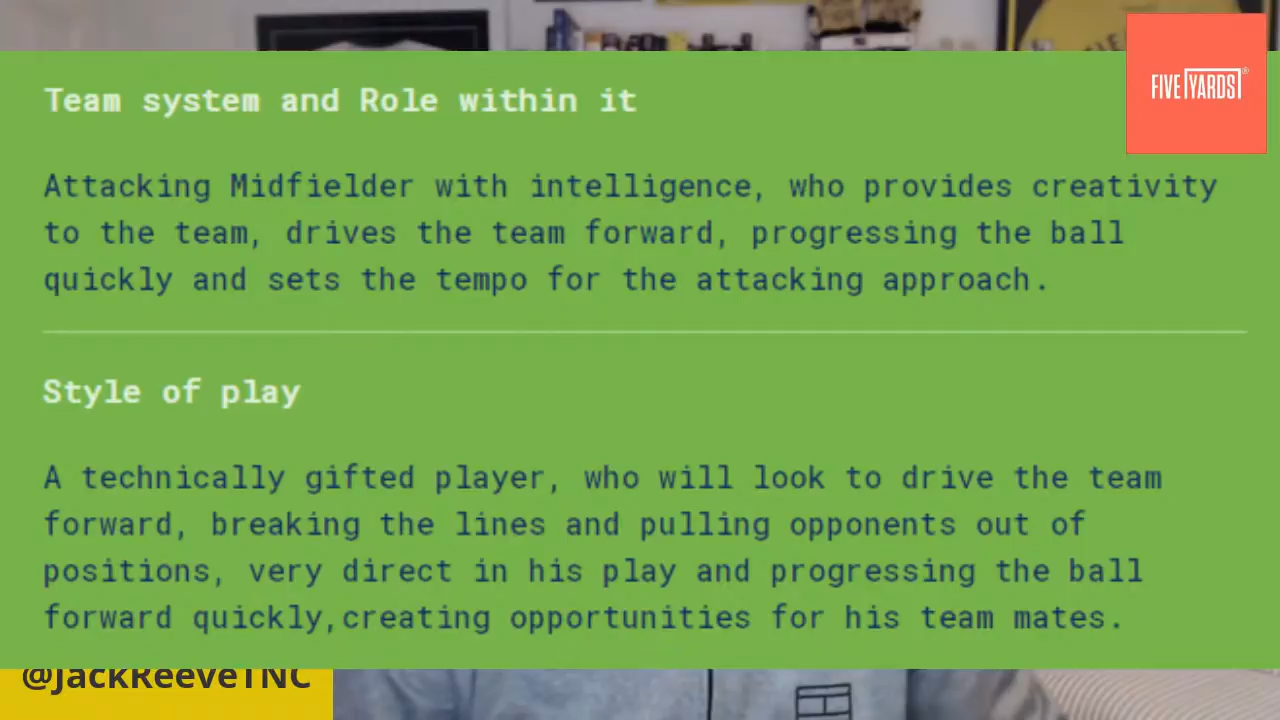 FIVE YARDS®
Team system and Role within it
Attacking Midfielder with intelligence, who provides creativity
to the team, drives the team forward, progressing the ball
quickly and sets the tempo for the attacking approach.
Style of play
A technically gifted player, who will look to drive the team
forward, breaking the lines and pulling opponents out of
positions, very direct in his play and progressing the ball
forward quickly,creating opportunities for his team mates.
@JackReeveTNC